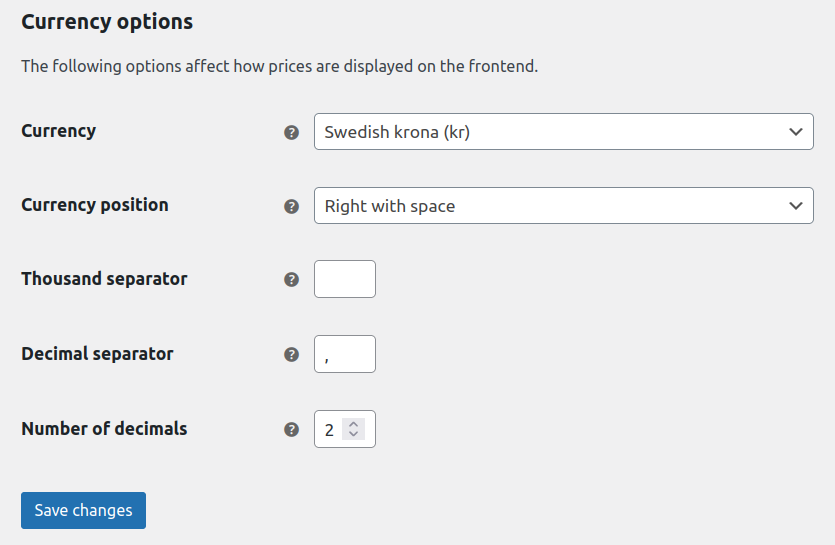 Currency options
The following options affect how prices are displayed on the frontend.
Currency ? Swedish krona (kr)
Currency position ? Right with space
Thousand separator ?
Decimal separator ? ,
Number of decimals ? 2
Save changes